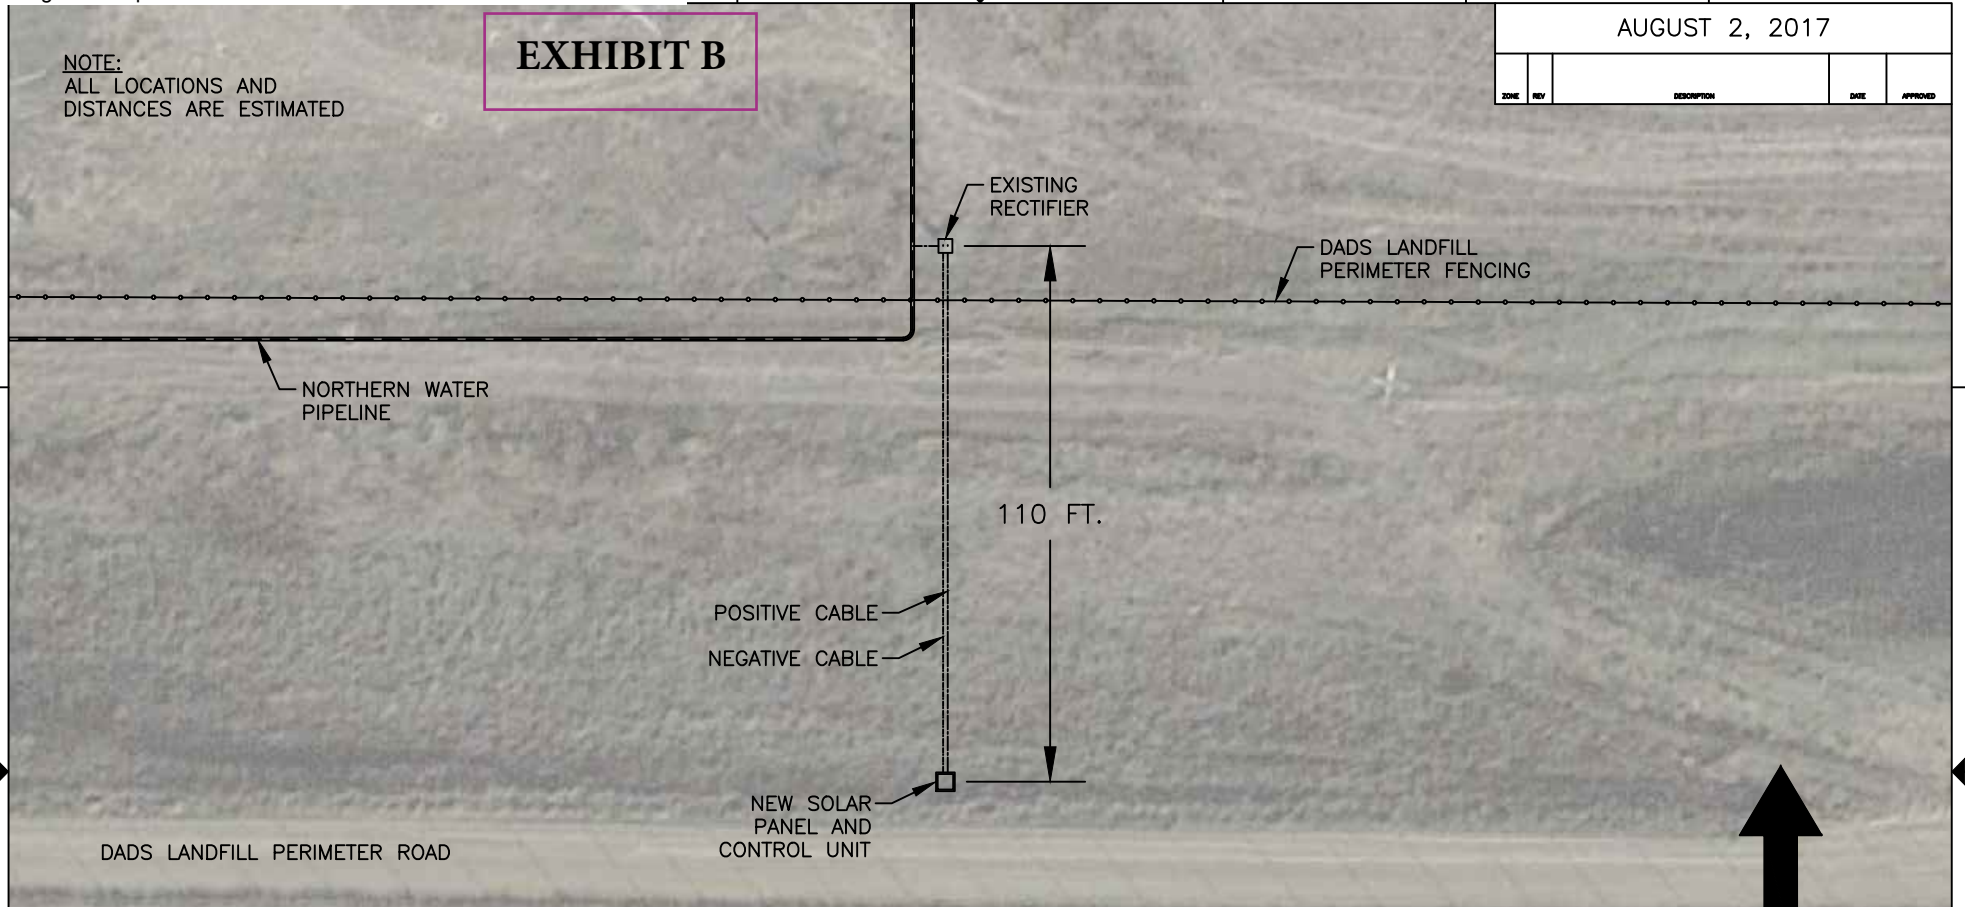 EXHIBIT B
NOTE:
ALL LOCATIONS AND
DISTANCES ARE ESTIMATED
AUGUST 2, 2017
ZONE REV DESCRIPTION DATE APPROVED
EXISTING
RECTIFIER
DADS LANDFILL
PERIMETER FENCING
NORTHERN WATER
PIPELINE
110 FT.
POSITIVE CABLE
NEGATIVE CABLE
NEW SOLAR
PANEL AND
CONTROL UNIT
DADS LANDFILL PERIMETER ROAD